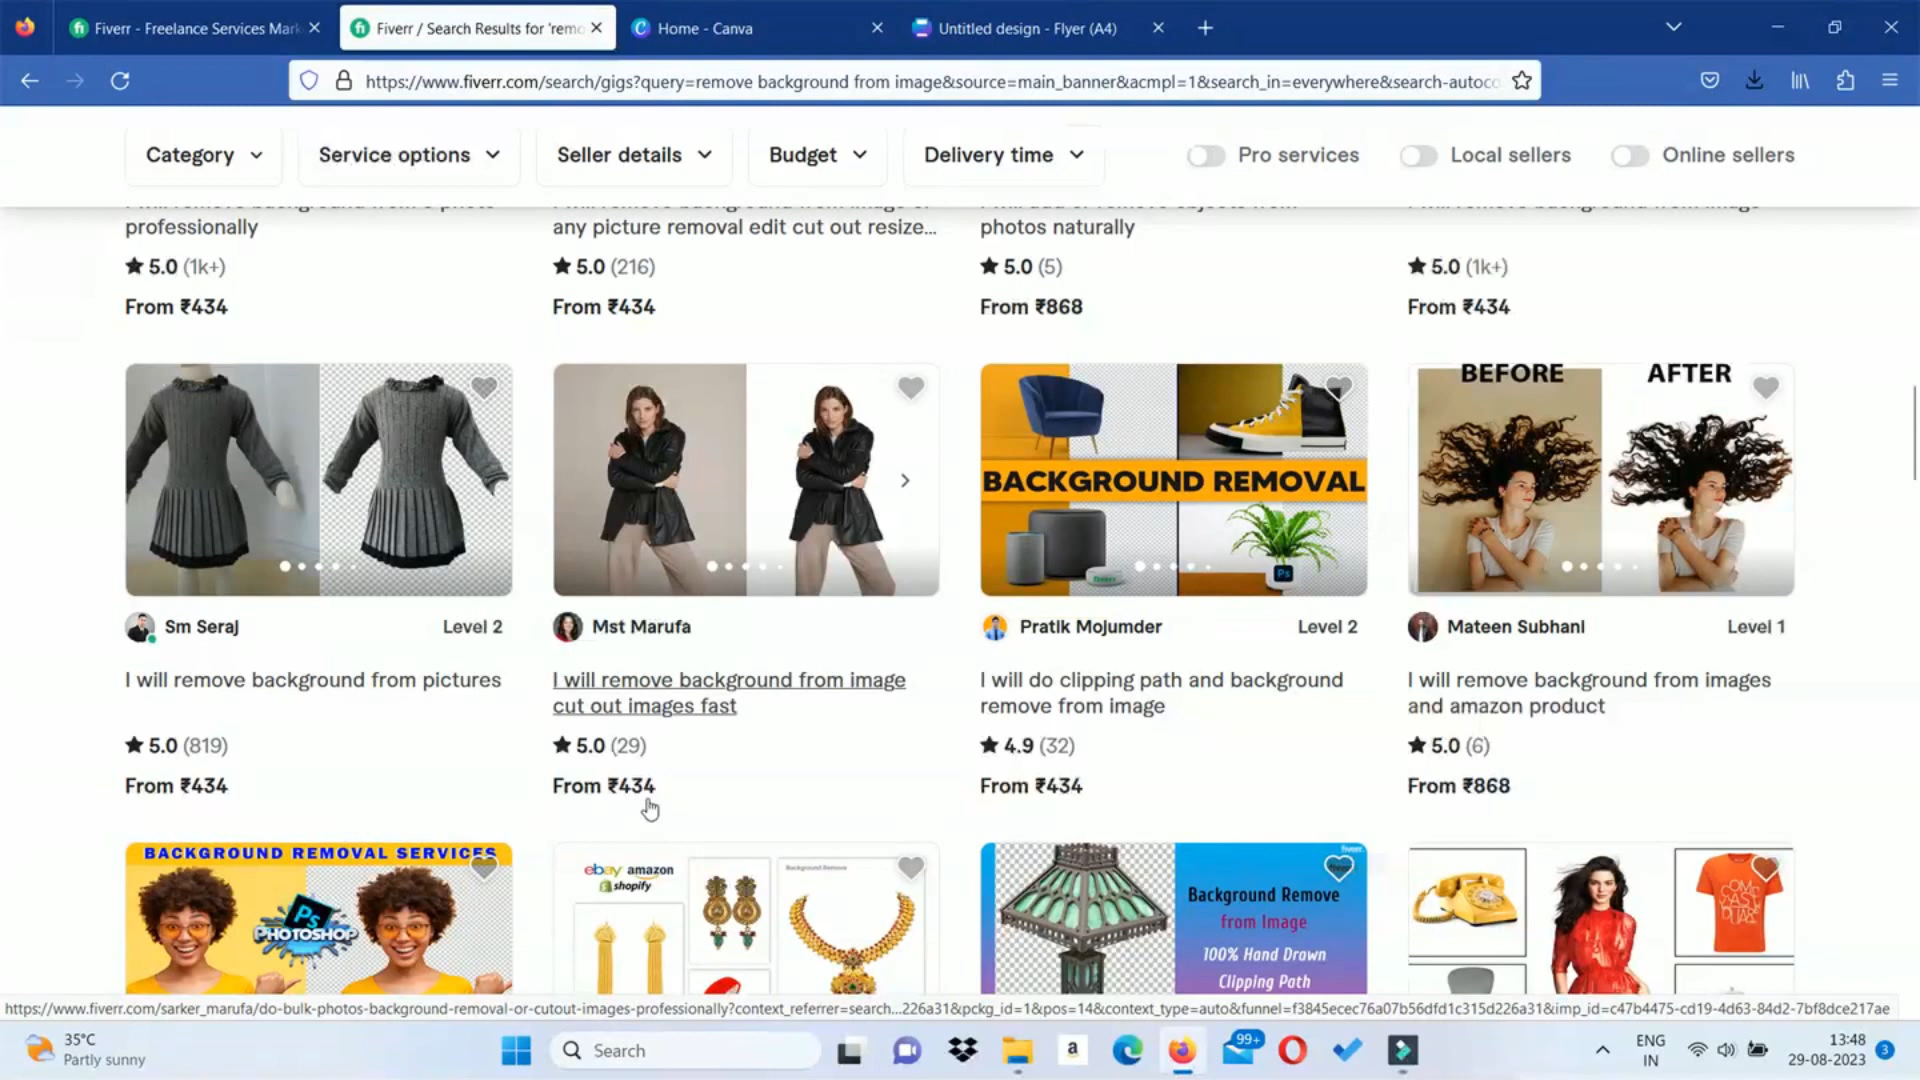 Fiverr - Freelance Services Mark
Fiverr / Search Results for 'remo
Home - Canva
Untitled design - Flyer (A4)
https://www.fiverr.com/search/gigs?query=remove background from image&source=main_banner&acmpl=1&search_in=everywhere&search-autoco
Category
Service options
Seller details
Budget
Delivery time
Pro services
Local sellers
Online sellers
professionally
any picture removal edit cut out resize...
photos naturally
5.0 (1k+)
5.0 (216)
5.0 (5)
5.0 (1k+)
From ₹434
From ₹434
From ₹868
From ₹434
BACKGROUND REMOVAL
Ps
BEFORE AFTER
Sm Seraj
Level 2
Mst Marufa
Pratik Mojumder
Level 2
Mateen Subhani
Level 1
I will remove background from pictures
I will remove background from image
cut out images fast
I will do clipping path and background
remove from image
I will remove background from images
and amazon product
5.0 (819)
5.0 (29)
4.9 (32)
5.0 (6)
From ₹434
From ₹434
From ₹434
From ₹868
BACKGROUND REMOVAL SERVICES
Ps
PHOTOSHOP
ebay amazon
shopify
Background Remove
fiverr
Background Remove
from Image
100% Hand Drawn
Clipping Path
https://www.fiverr.com/sarker_marufa/do-bulk-photos-background-removal-or-cutout-images-professionally?context_referrer=search...226a31&pckg_id=1&pos=14&context_type=auto&funnel=f3845ecec76a07b56dfd1c315d226a31&imp_id=c47b4475-cd19-4d63-84d2-7bf8dce217ae
35°C
Partly sunny
Search
a
99+
ENG
IN
13:48
29-08-2023
3